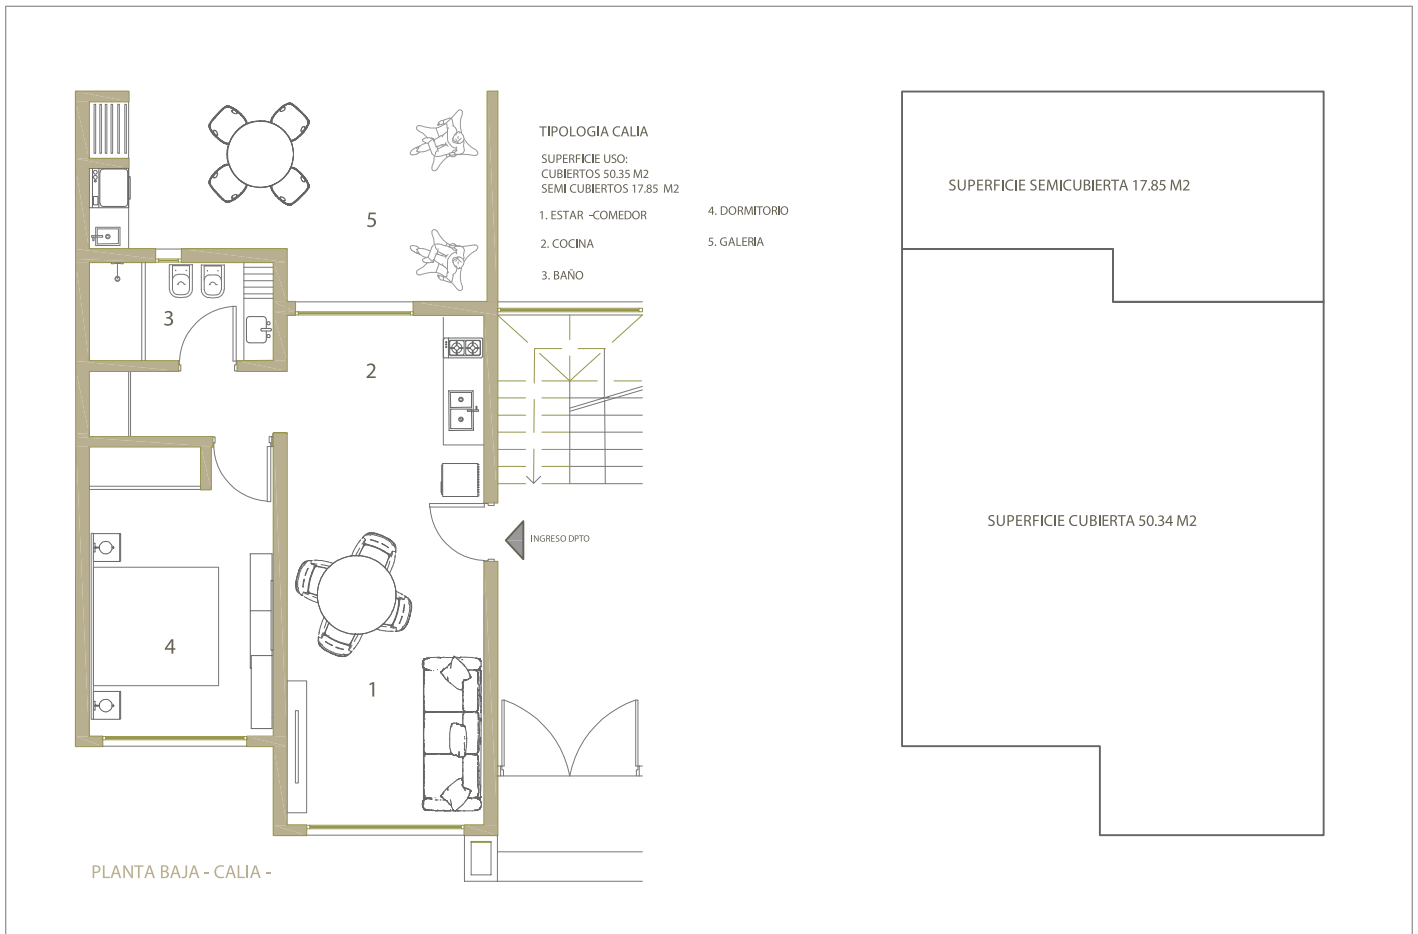 TIPOLOGIA CALIA
SUPERFICIE USO:
CUBIERTOS 50.35 M2
SEMI CUBIERTOS 17.85 M2
1. ESTAR -COMEDOR
2. COCINA
3. BAÑO
4. DORMITORIO
5. GALERIA
5
3
2
INGRESO DPTO
4
1
PLANTA BAJA - CALIA -
SUPERFICIE SEMICUBIERTA 17.85 M2
SUPERFICIE CUBIERTA 50.34 M2